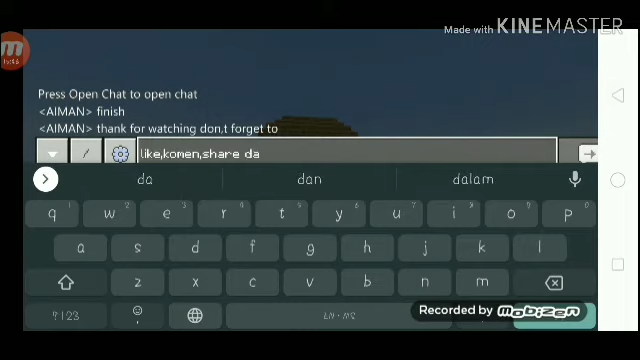 Made with KINEMASTER
Press Open Chat to open chat
<AIMAN> finish
<AIMAN> thank for watching don,t forget to
/ like,komen,share da
da dan dalam
q w e r t y u i o p
a s d f g h j k l
z x c v b n m
?123
Recorded by mobizen